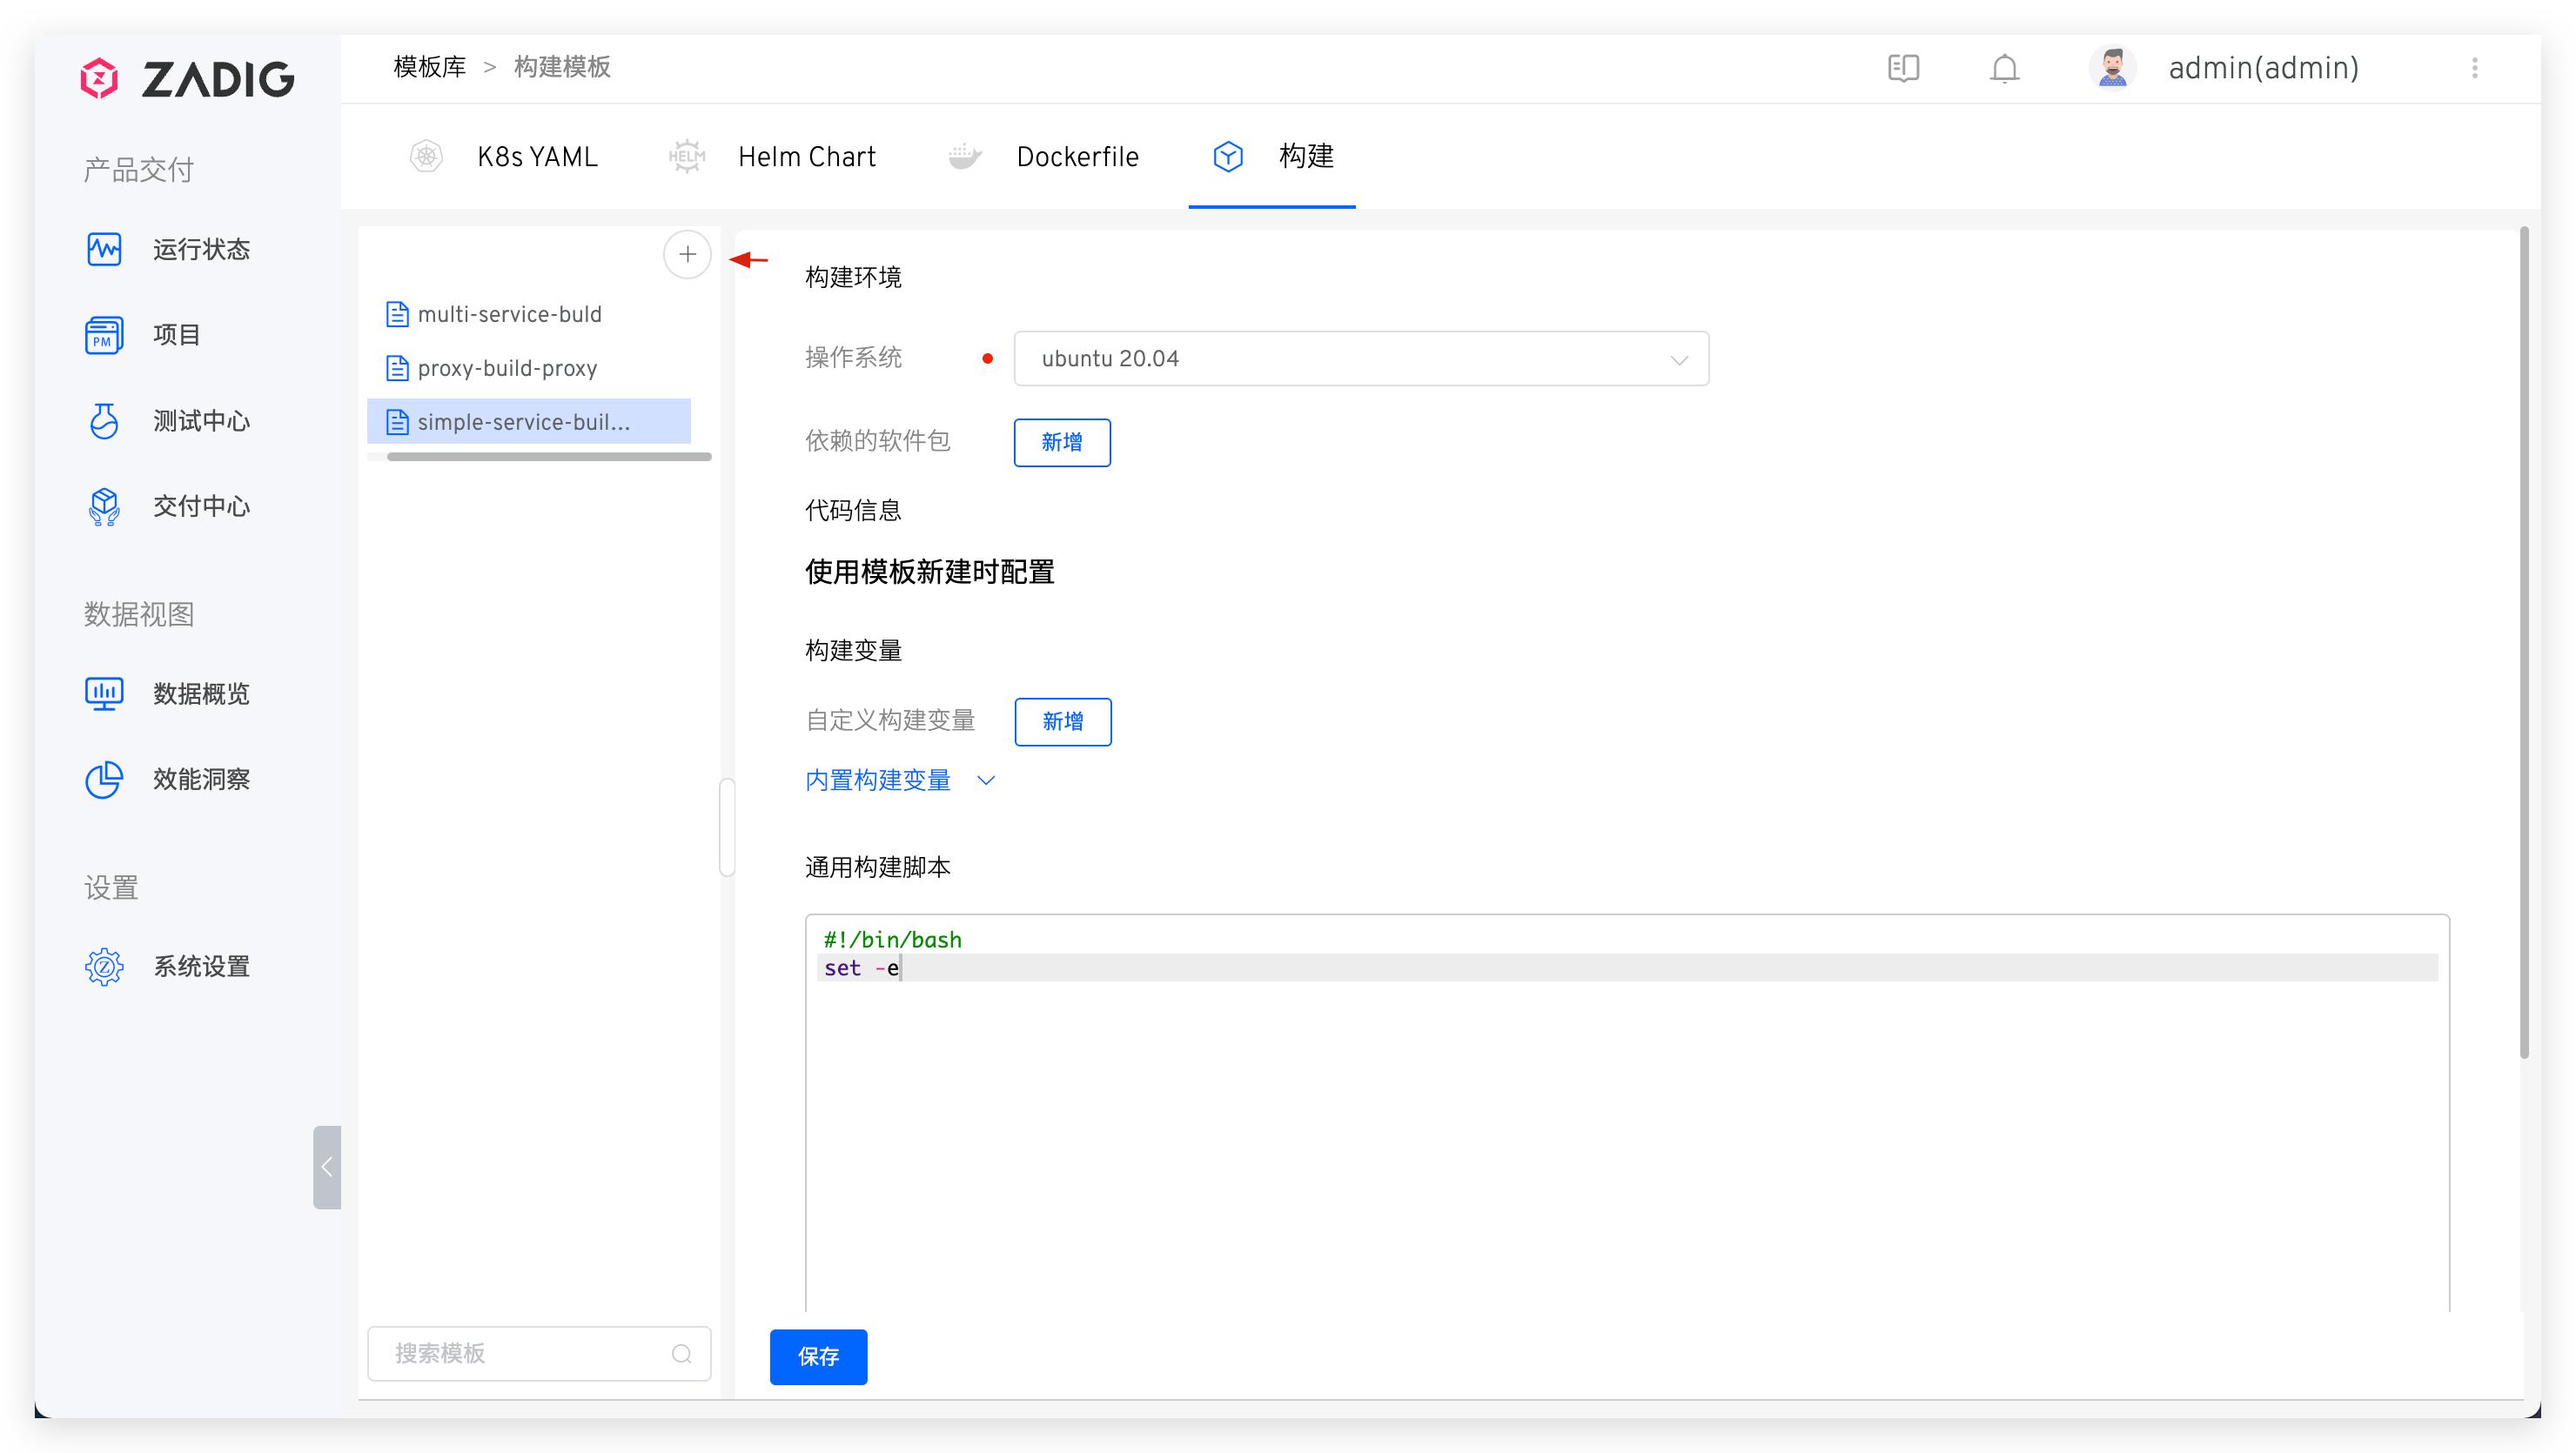 ZADIG
产品交付
运行状态
PM
项目
测试中心
交付中心
数据视图
数据概览
效能洞察
设置
Z
系统设置
模板库 > 构建模板
admin(admin)
K8s YAML
HELM
Helm Chart
Dockerfile
构建
multi-service-buld
proxy-build-proxy
simple-service-buil...
搜索模板
构建环境
操作系统
ubuntu 20.04
依赖的软件包
新增
代码信息
使用模板新建时配置
构建变量
自定义构建变量
新增
内置构建变量
通用构建脚本
#!/bin/bash
set -e
保存